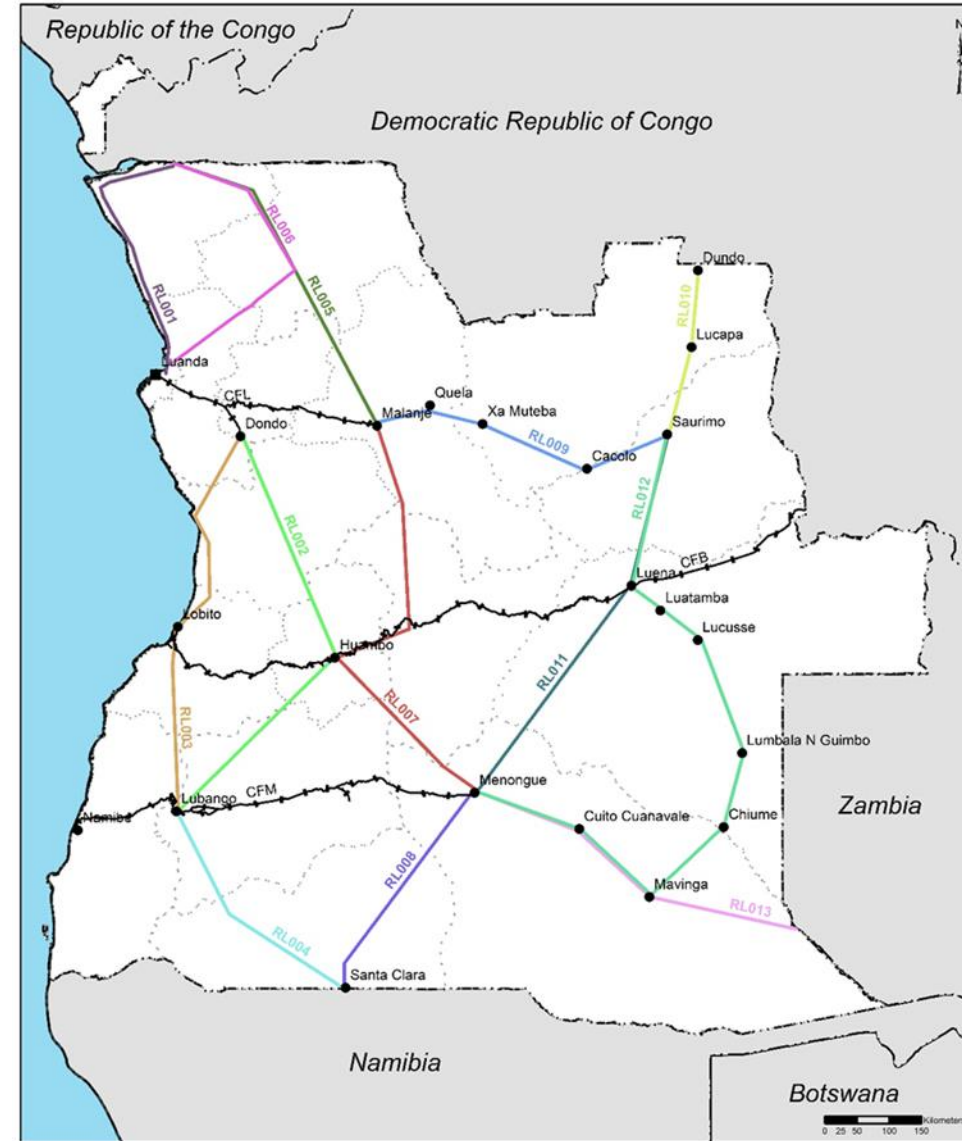 Republic of the Congo
N
Democratic Republic of Congo
RL006
RL001
RL005
Dundo
RL010
Lucapa
Luanda
CFL
Quela
Malanje
Xa Muteba
Dondo
RL009
Saurimo
Cacolo
RL012
RL002
CFB
Luena
Luatamba
Lobito
Lucusse
Huambo
RL011
RL003
RL007
Lumbala N Guimbo
Menongue
CFM
Lubango
Namibe
Cuito Cuanavale
Chiume
Zambia
RL008
Mavinga
RL013
RL004
Santa Clara
Namibia
Botswana
Kilometers
0 25 50 100 150